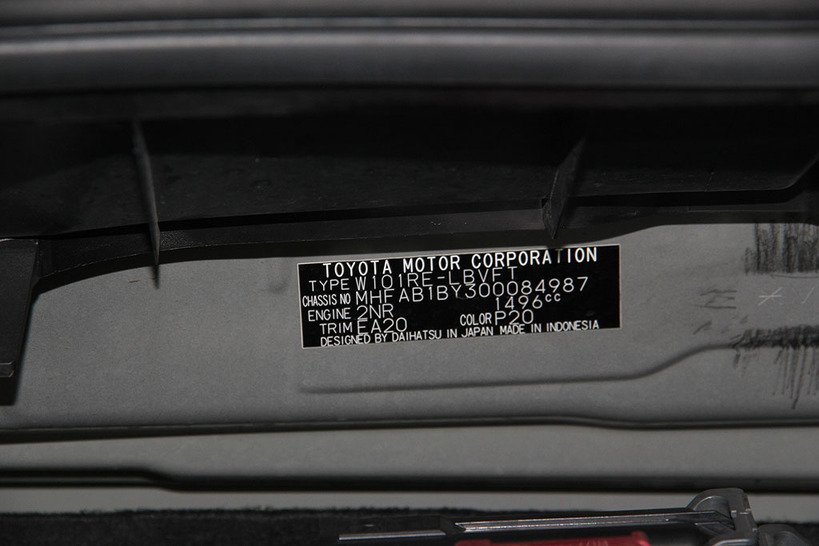 TOYOTA MOTOR CORPORATION
TYPE W101RE-LBVFT
CHASSIS NO MHFAB1BY300084987
ENGINE 2NR 1496cc
TRIM EA20 COLOR P20
DESIGNED BY DAIHATSU IN JAPAN MADE IN INDONESIA